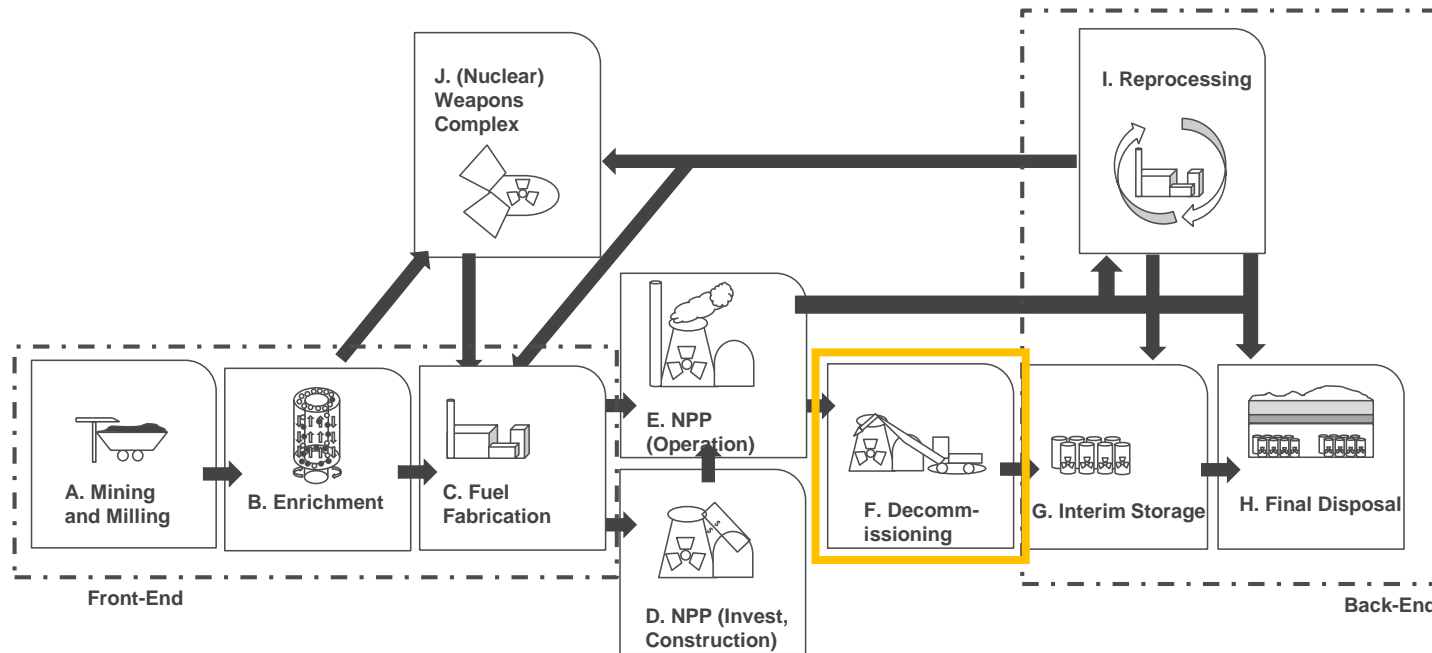 J. (Nuclear)
Weapons
Complex
I. Reprocessing
A. Mining
and Milling
B. Enrichment
C. Fuel
Fabrication
E. NPP
(Operation)
D. NPP (Invest,
Construction)
$
$
F. Decomm-
issioning
G. Interim Storage
H. Final Disposal
Front-End
Back-End